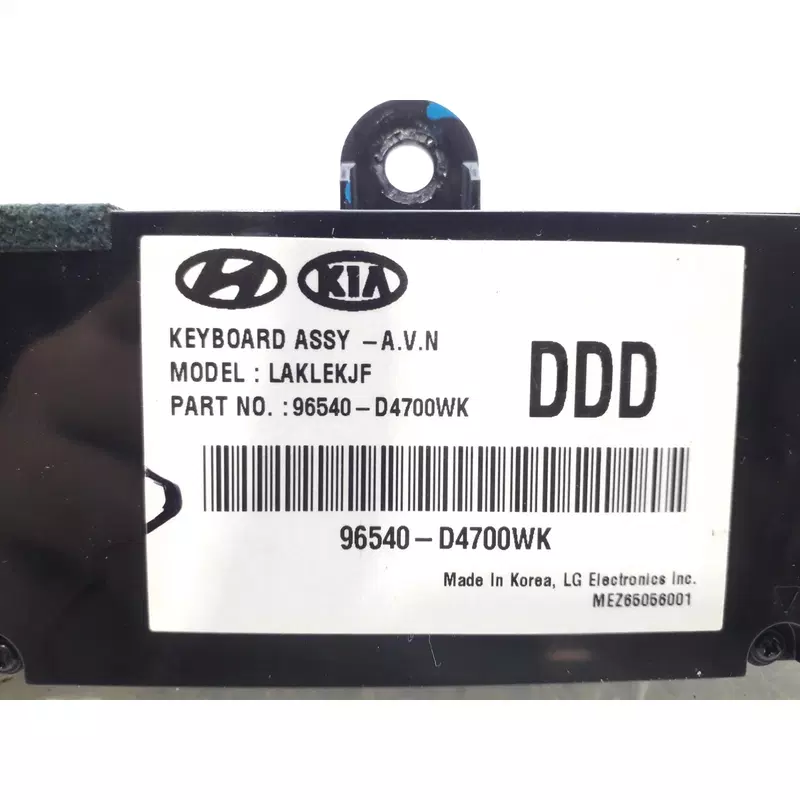 KIA
KEYBOARD ASSY -A.V.N
MODEL : LAKLEKJF
PART NO. :96540-D4700WK
DDD
96540-D4700WK
Made In Korea, LG Electronics Inc.
MEZ65056001